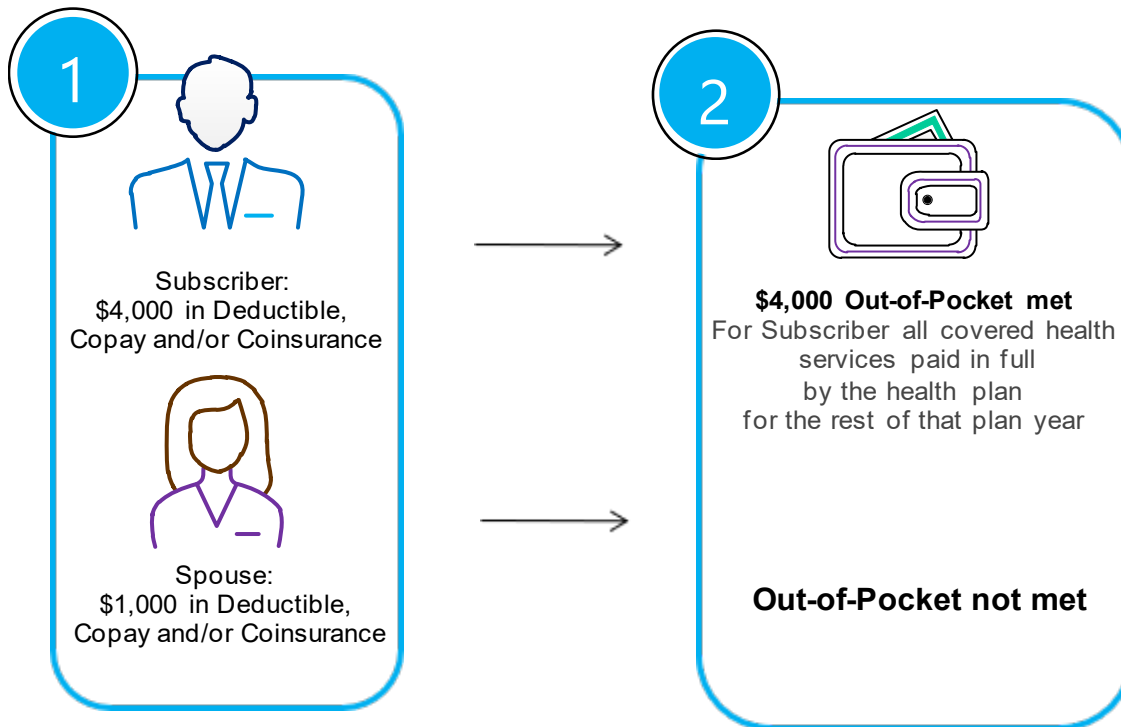 1
Subscriber:
$4,000 in Deductible,
Copay and/or Coinsurance
Spouse:
$1,000 in Deductible,
Copay and/or Coinsurance
2
$4,000 Out-of-Pocket met
For Subscriber all covered health
services paid in full
by the health plan
for the rest of that plan year
Out-of-Pocket not met